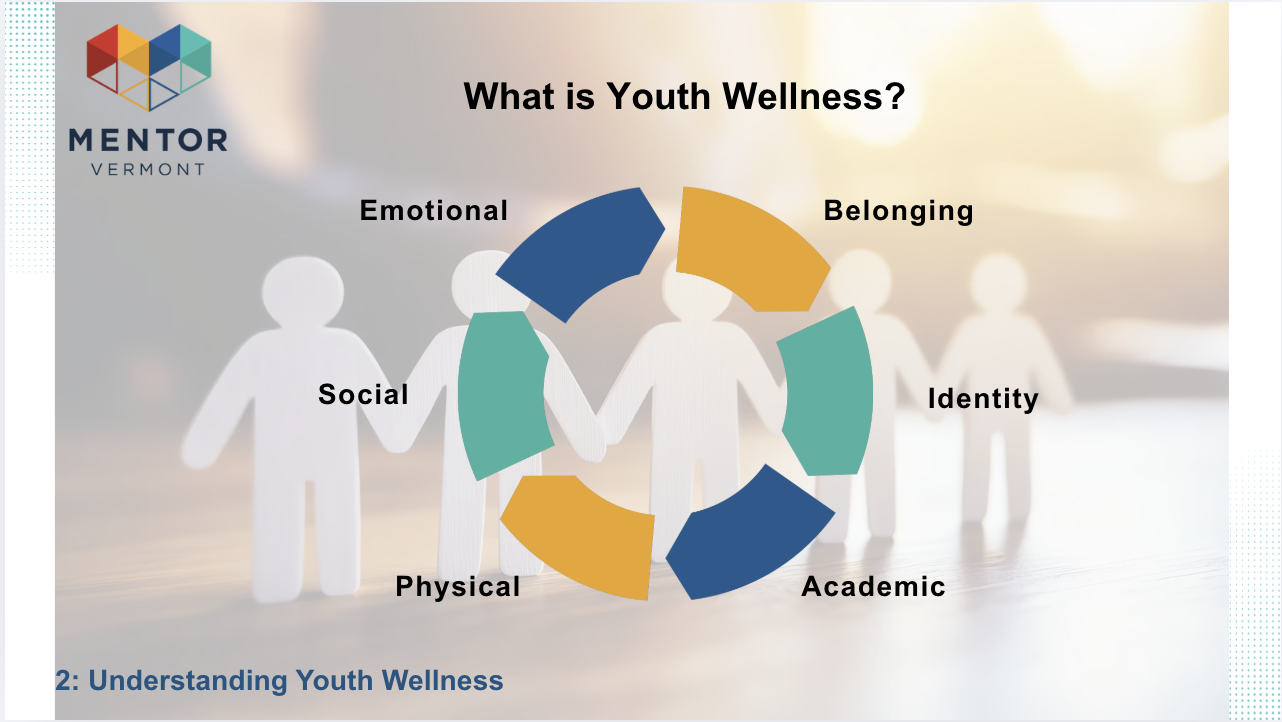 MENTOR
VERMONT
What is Youth Wellness?
Emotional
Belonging
Social
Identity
Physical
Academic
2: Understanding Youth Wellness